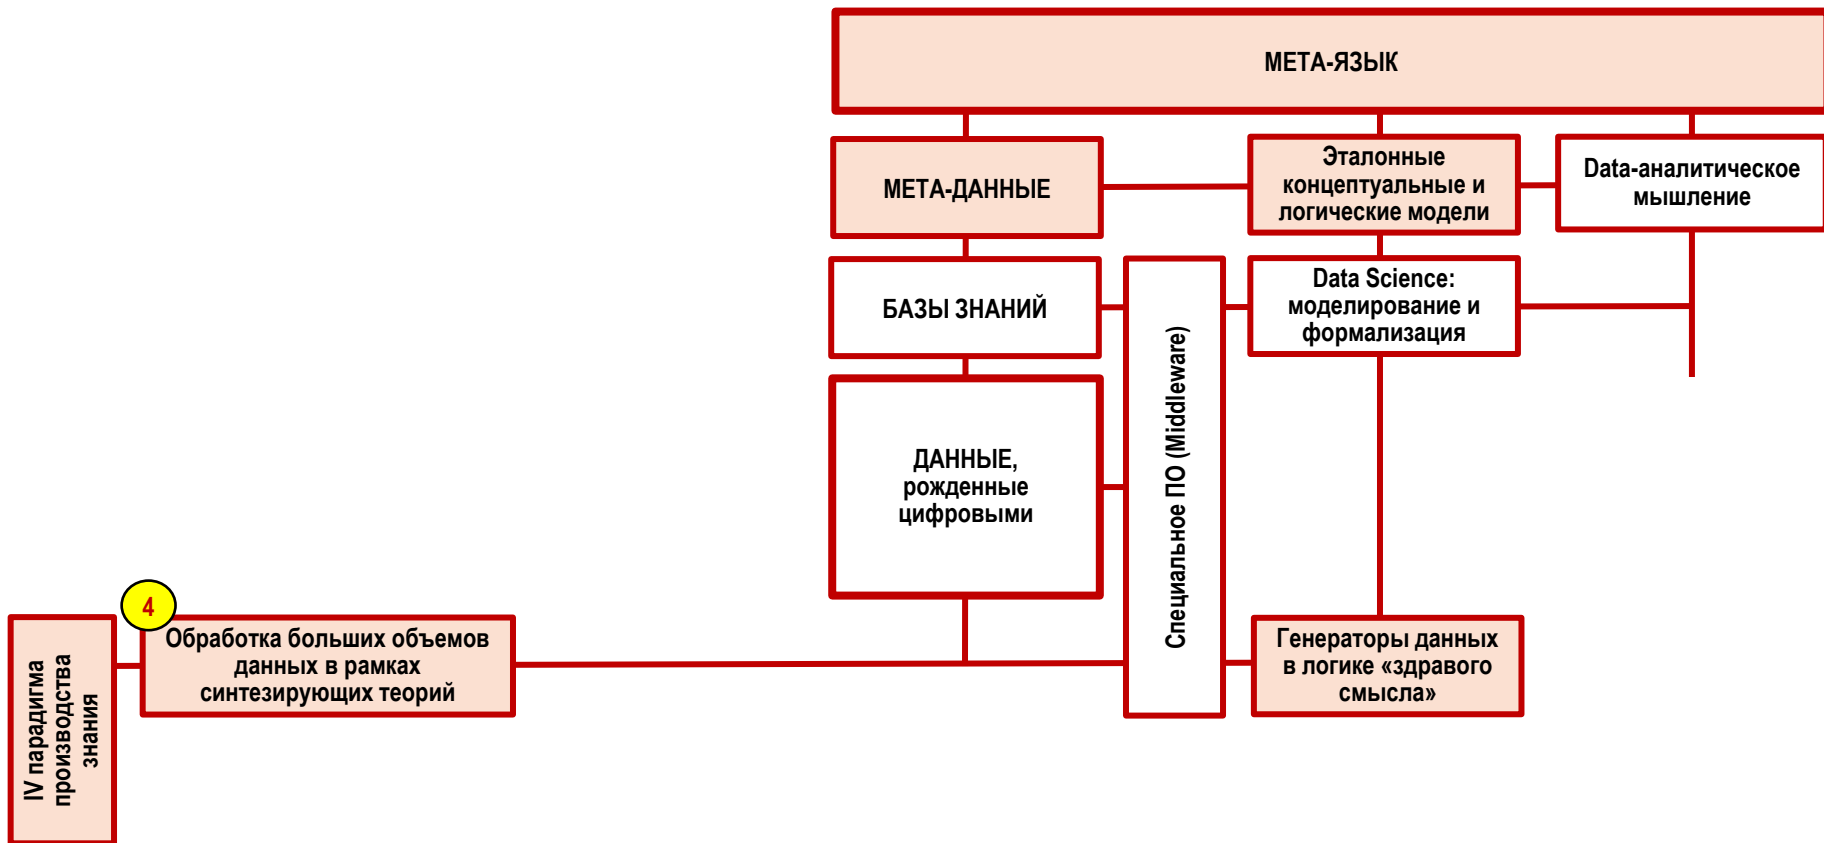 МЕТА-ЯЗЫК
МЕТА-ДАННЫЕ
Эталонные
концептуальные и
логические модели
Data-аналитическое
мышление
БАЗЫ ЗНАНИЙ
Специальное ПО (Middleware)
Data Science:
моделирование и
формализация
ДАННЫЕ,
рожденные
цифровыми
4
IV парадигма
производства
знания
Обработка больших объемов
данных в рамках
синтезирующих теорий
Генераторы данных
в логике «здравого
смысла»